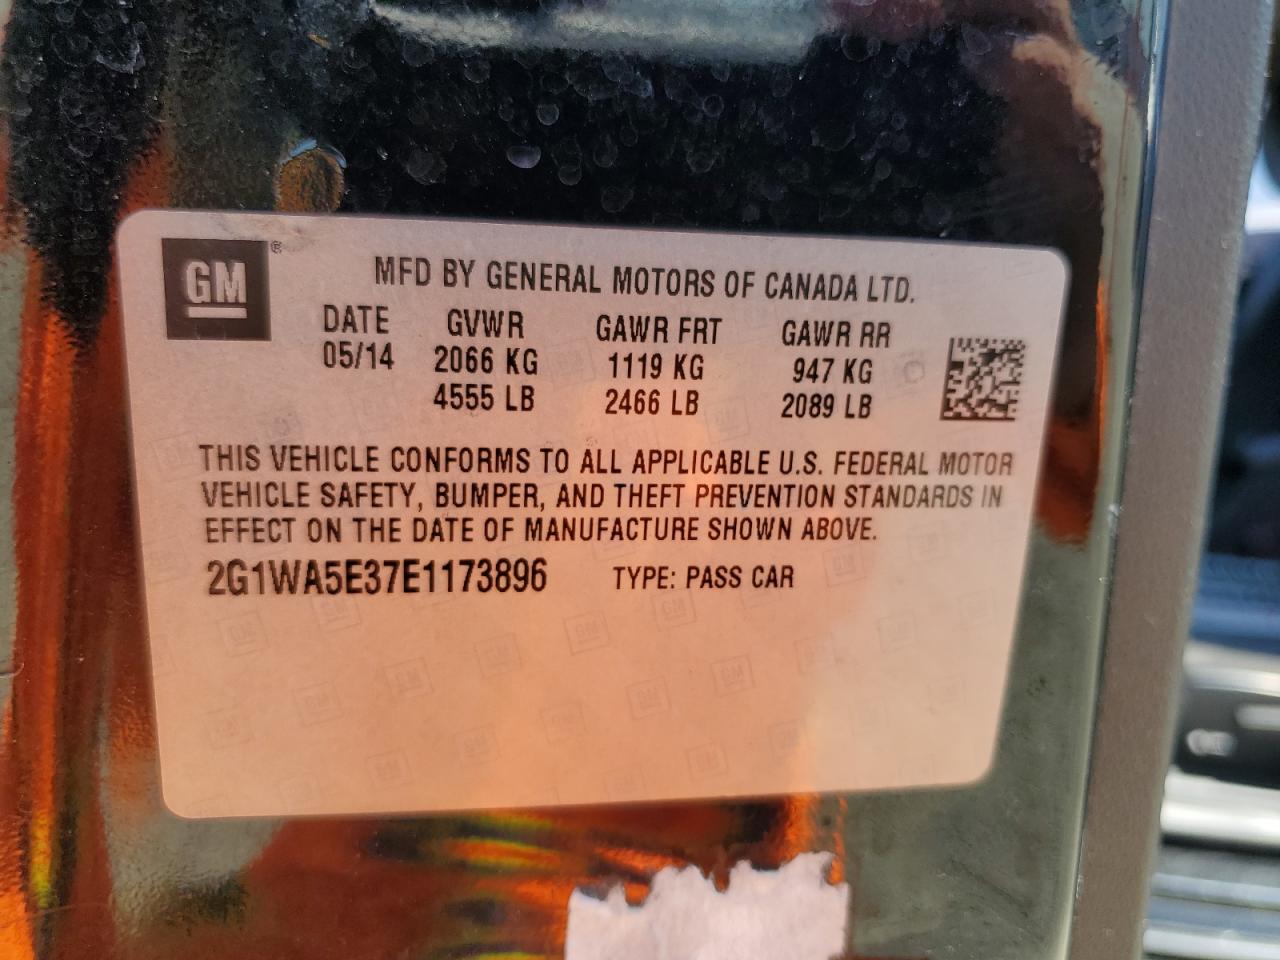 GM®
MFD BY GENERAL MOTORS OF CANADA LTD.
DATE GVWR GAWR FRT GAWR RR
05/14 2066 KG 1119 KG 947 KG
4555 LB 2466 LB 2089 LB
THIS VEHICLE CONFORMS TO ALL APPLICABLE U.S. FEDERAL MOTOR
VEHICLE SAFETY, BUMPER, AND THEFT PREVENTION STANDARDS IN
EFFECT ON THE DATE OF MANUFACTURE SHOWN ABOVE.
2G1WA5E37E1173896 TYPE: PASS CAR